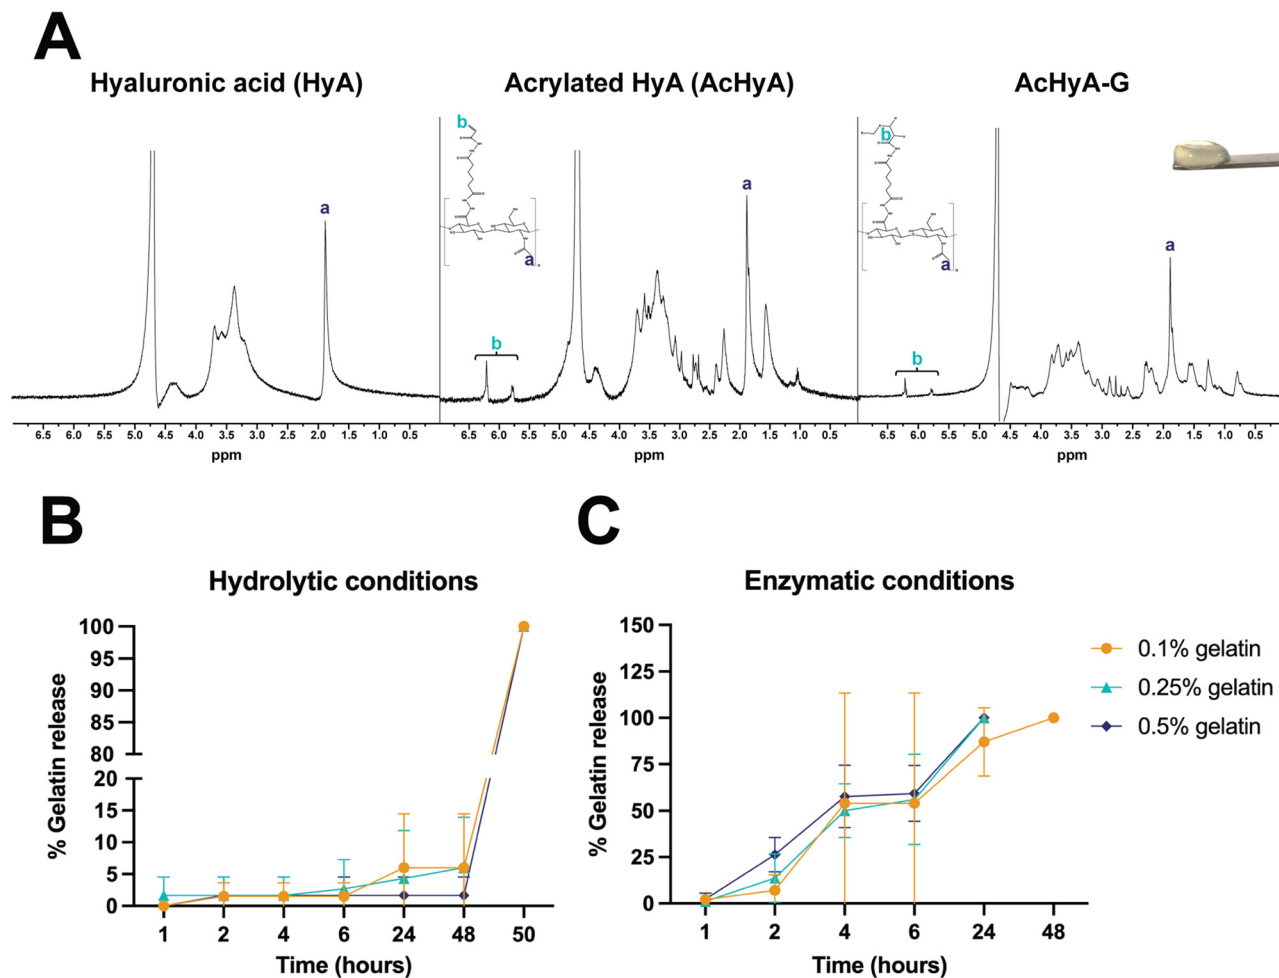 A
Hyaluronic acid (HyA)
Acrylated HyA (AcHyA)
AcHyA-G
b
b
a
a
a
a
a
b
b
6.5 6.0 5.5 5.0 4.5 4.0 3.5 3.0 2.5 2.0 1.5 1.0 0.5
6.5 6.0 5.5 5.0 4.5 4.0 3.5 3.0 2.5 2.0 1.5 1.0 0.5
6.5 6.0 5.5 5.0 4.5 4.0 3.5 3.0 2.5 2.0 1.5 1.0 0.5
ppm
ppm
ppm
B
Hydrolytic conditions
% Gelatin release
100
95
90
85
80
20
15
10
5
0
1 2 4 6 24 48 50
Time (hours)
C
Enzymatic conditions
% Gelatin release
150
125
100
75
50
25
0
1 2 4 6 24 48
Time (hours)
0.1% gelatin
0.25% gelatin
0.5% gelatin